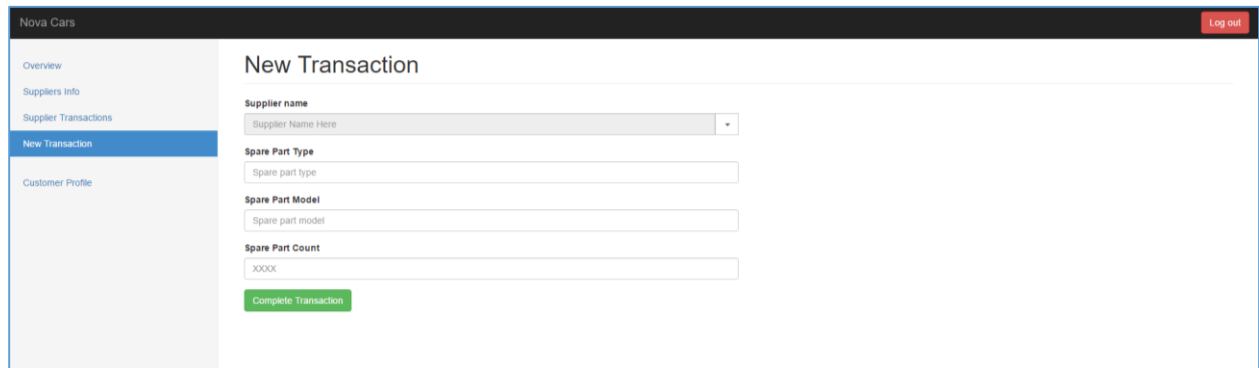 Nova Cars
Log out
Overview
Suppliers Info
Supplier Transactions
New Transaction
Customer Profile
New Transaction
Supplier name
Supplier Name Here
Spare Part Type
Spare part type
Spare Part Model
Spare part model
Spare Part Count
XXXX
Complete Transaction